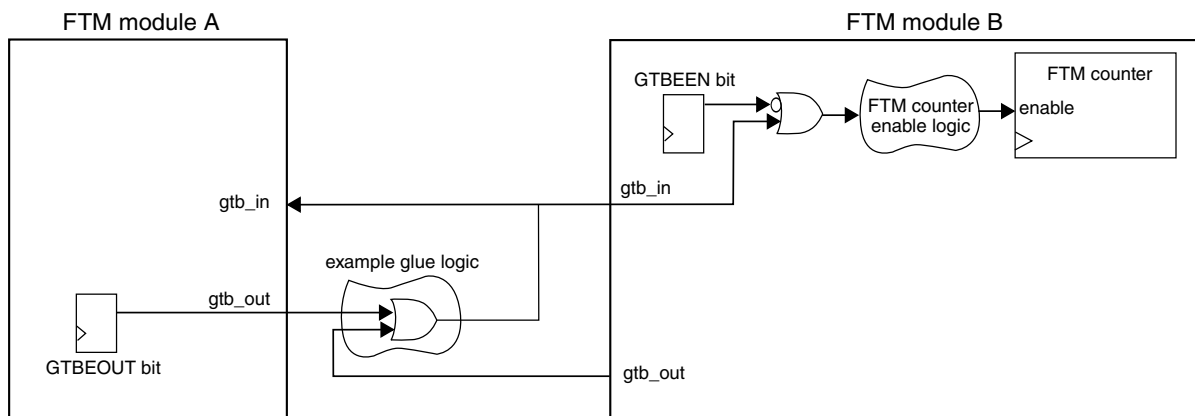 FTM module A
FTM module B
GTBEEN bit
FTM counter
enable logic
FTM counter
enable
gtb_in
gtb_in
example glue logic
gtb_out
GTBEOUT bit
gtb_out